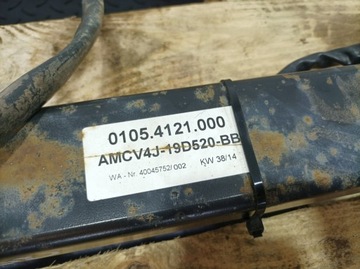 0105.4121.000
AMCV4J-19D520-BB
WA - Nr. 40045752/002 KW 38/14